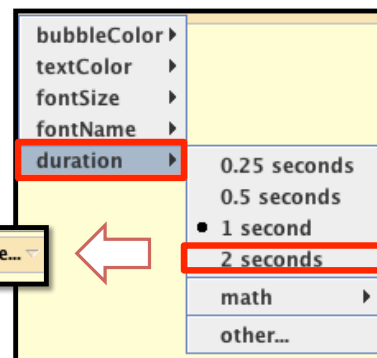 bubbleColor
textColor
fontSize
fontName
duration
0.25 seconds
0.5 seconds
1 second
2 seconds
e...
math
other...